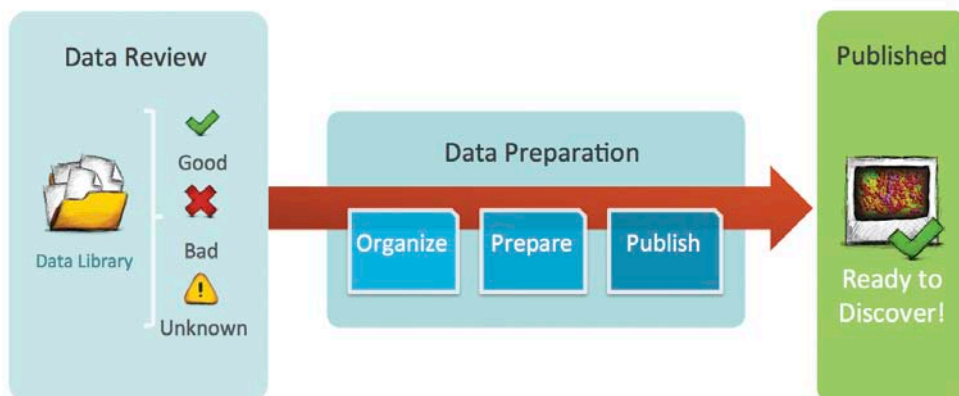 Data Review
Data Library
Good
Bad
Unknown
Data Preparation
Organize
Prepare
Publish
Published
Ready to
Discover!